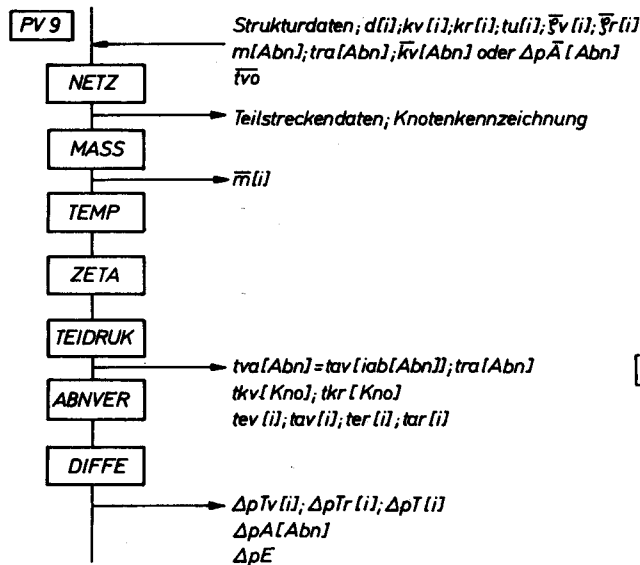 PV 9
Strukturdaten; d[i]; kv[i]; kr[i]; tu[i]; ϱ̅v[i]; ϱ̅r[i]
m[Abn]; tra[Abn]; k̅v[Abn] oder ΔpA̅[Abn]
t̅v̅o̅
NETZ
Teilstreckendaten; Knotenkennzeichnung
MASS
m̅[i]
TEMP
ZETA
TEIDRUK
tva[Abn]=tav[iab[Abn]]; tra[Abn]
tkv[Kno]; tkr[Kno]
tev[i]; tav[i]; ter[i]; tar[i]
ABNVER
DIFFE
ΔpTv[i]; ΔpTr[i]; ΔpT[i]
ΔpA[Abn]
ΔpE